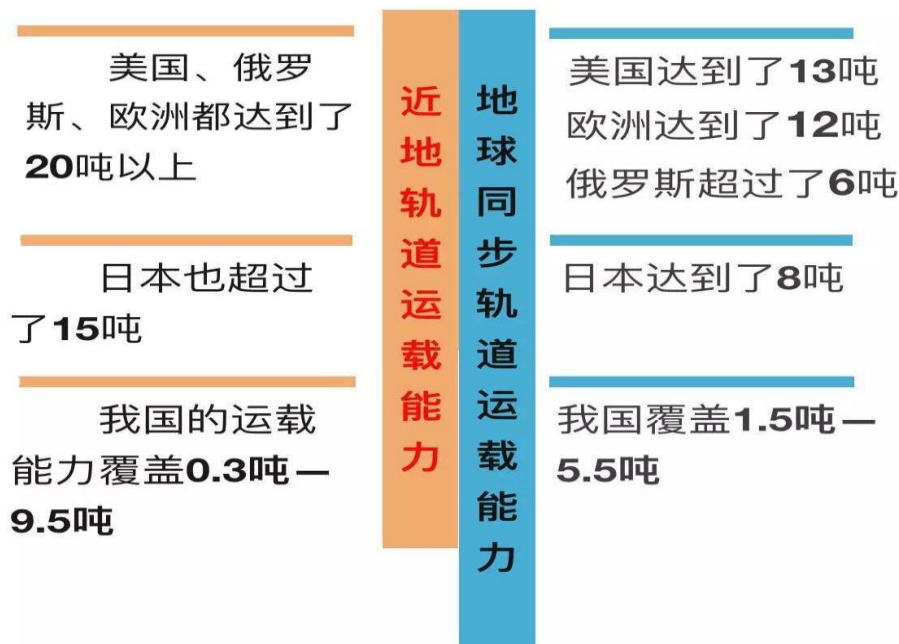 美国、俄罗
斯、欧洲都达到了
20吨以上
日本也超过
了15吨
我国的运载
能力覆盖0.3吨—
9.5吨
近地轨道运载能力
地球同步轨道运载能力
美国达到了13吨
欧洲达到了12吨
俄罗斯超过了6吨
日本达到了8吨
我国覆盖1.5吨—
5.5吨